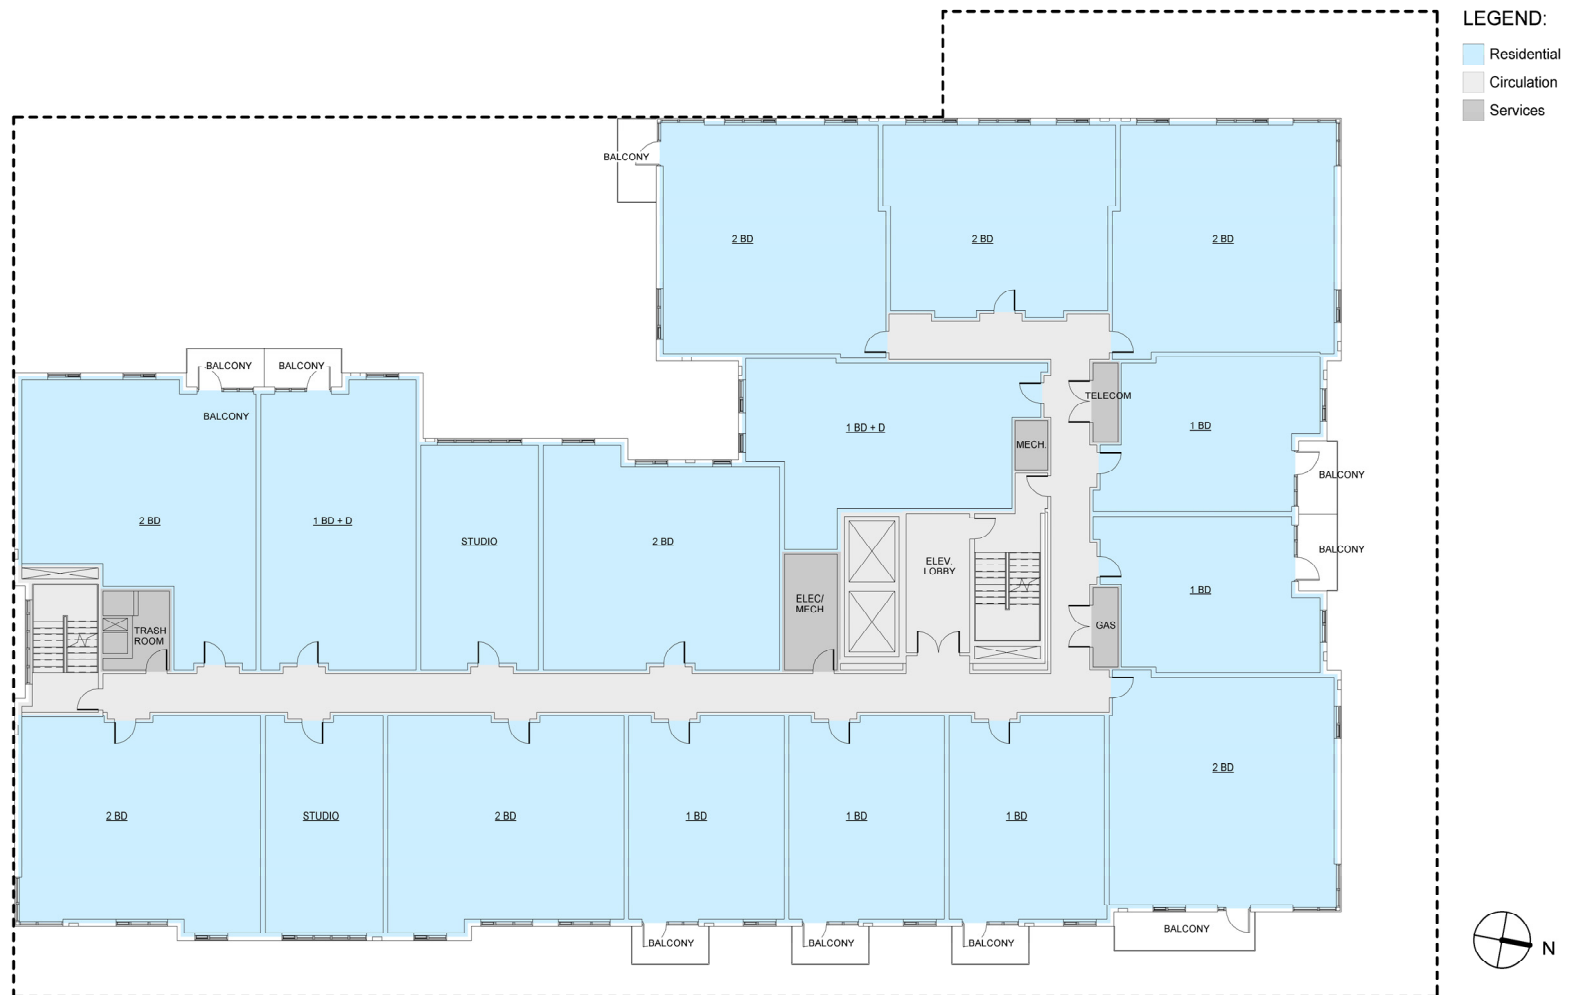 LEGEND:
Residential
Circulation
Services
BALCONY
2 BD
2 BD
2 BD
BALCONY
BALCONY
BALCONY
TELECOM
1 BD + D
1 BD
MECH.
BALCONY
2 BD
1 BD + D
STUDIO
2 BD
BALCONY
ELEV.
LOBBY
1 BD
ELEC/
MECH
TRASH
ROOM
GAS
2 BD
2 BD
STUDIO
2 BD
1 BD
1 BD
1 BD
BALCONY
BALCONY
BALCONY
BALCONY
N